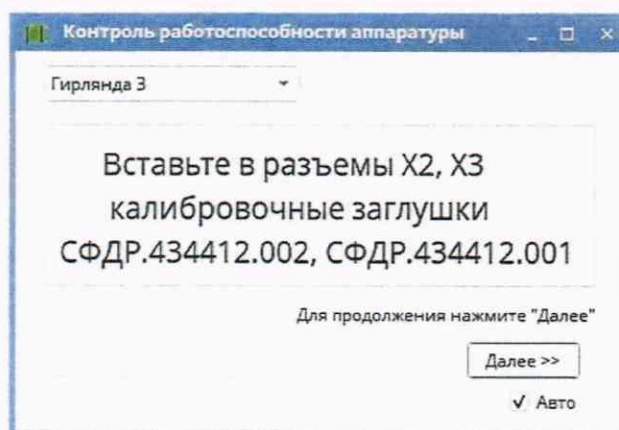 Контроль работоспособности аппаратуры
Гирлянда 3
Вставьте в разъемы X2, X3
калибровочные заглушки
СФДР.434412.002, СФДР.434412.001
Для продолжения нажмите "Далее"
Далее >>
✓ Авто